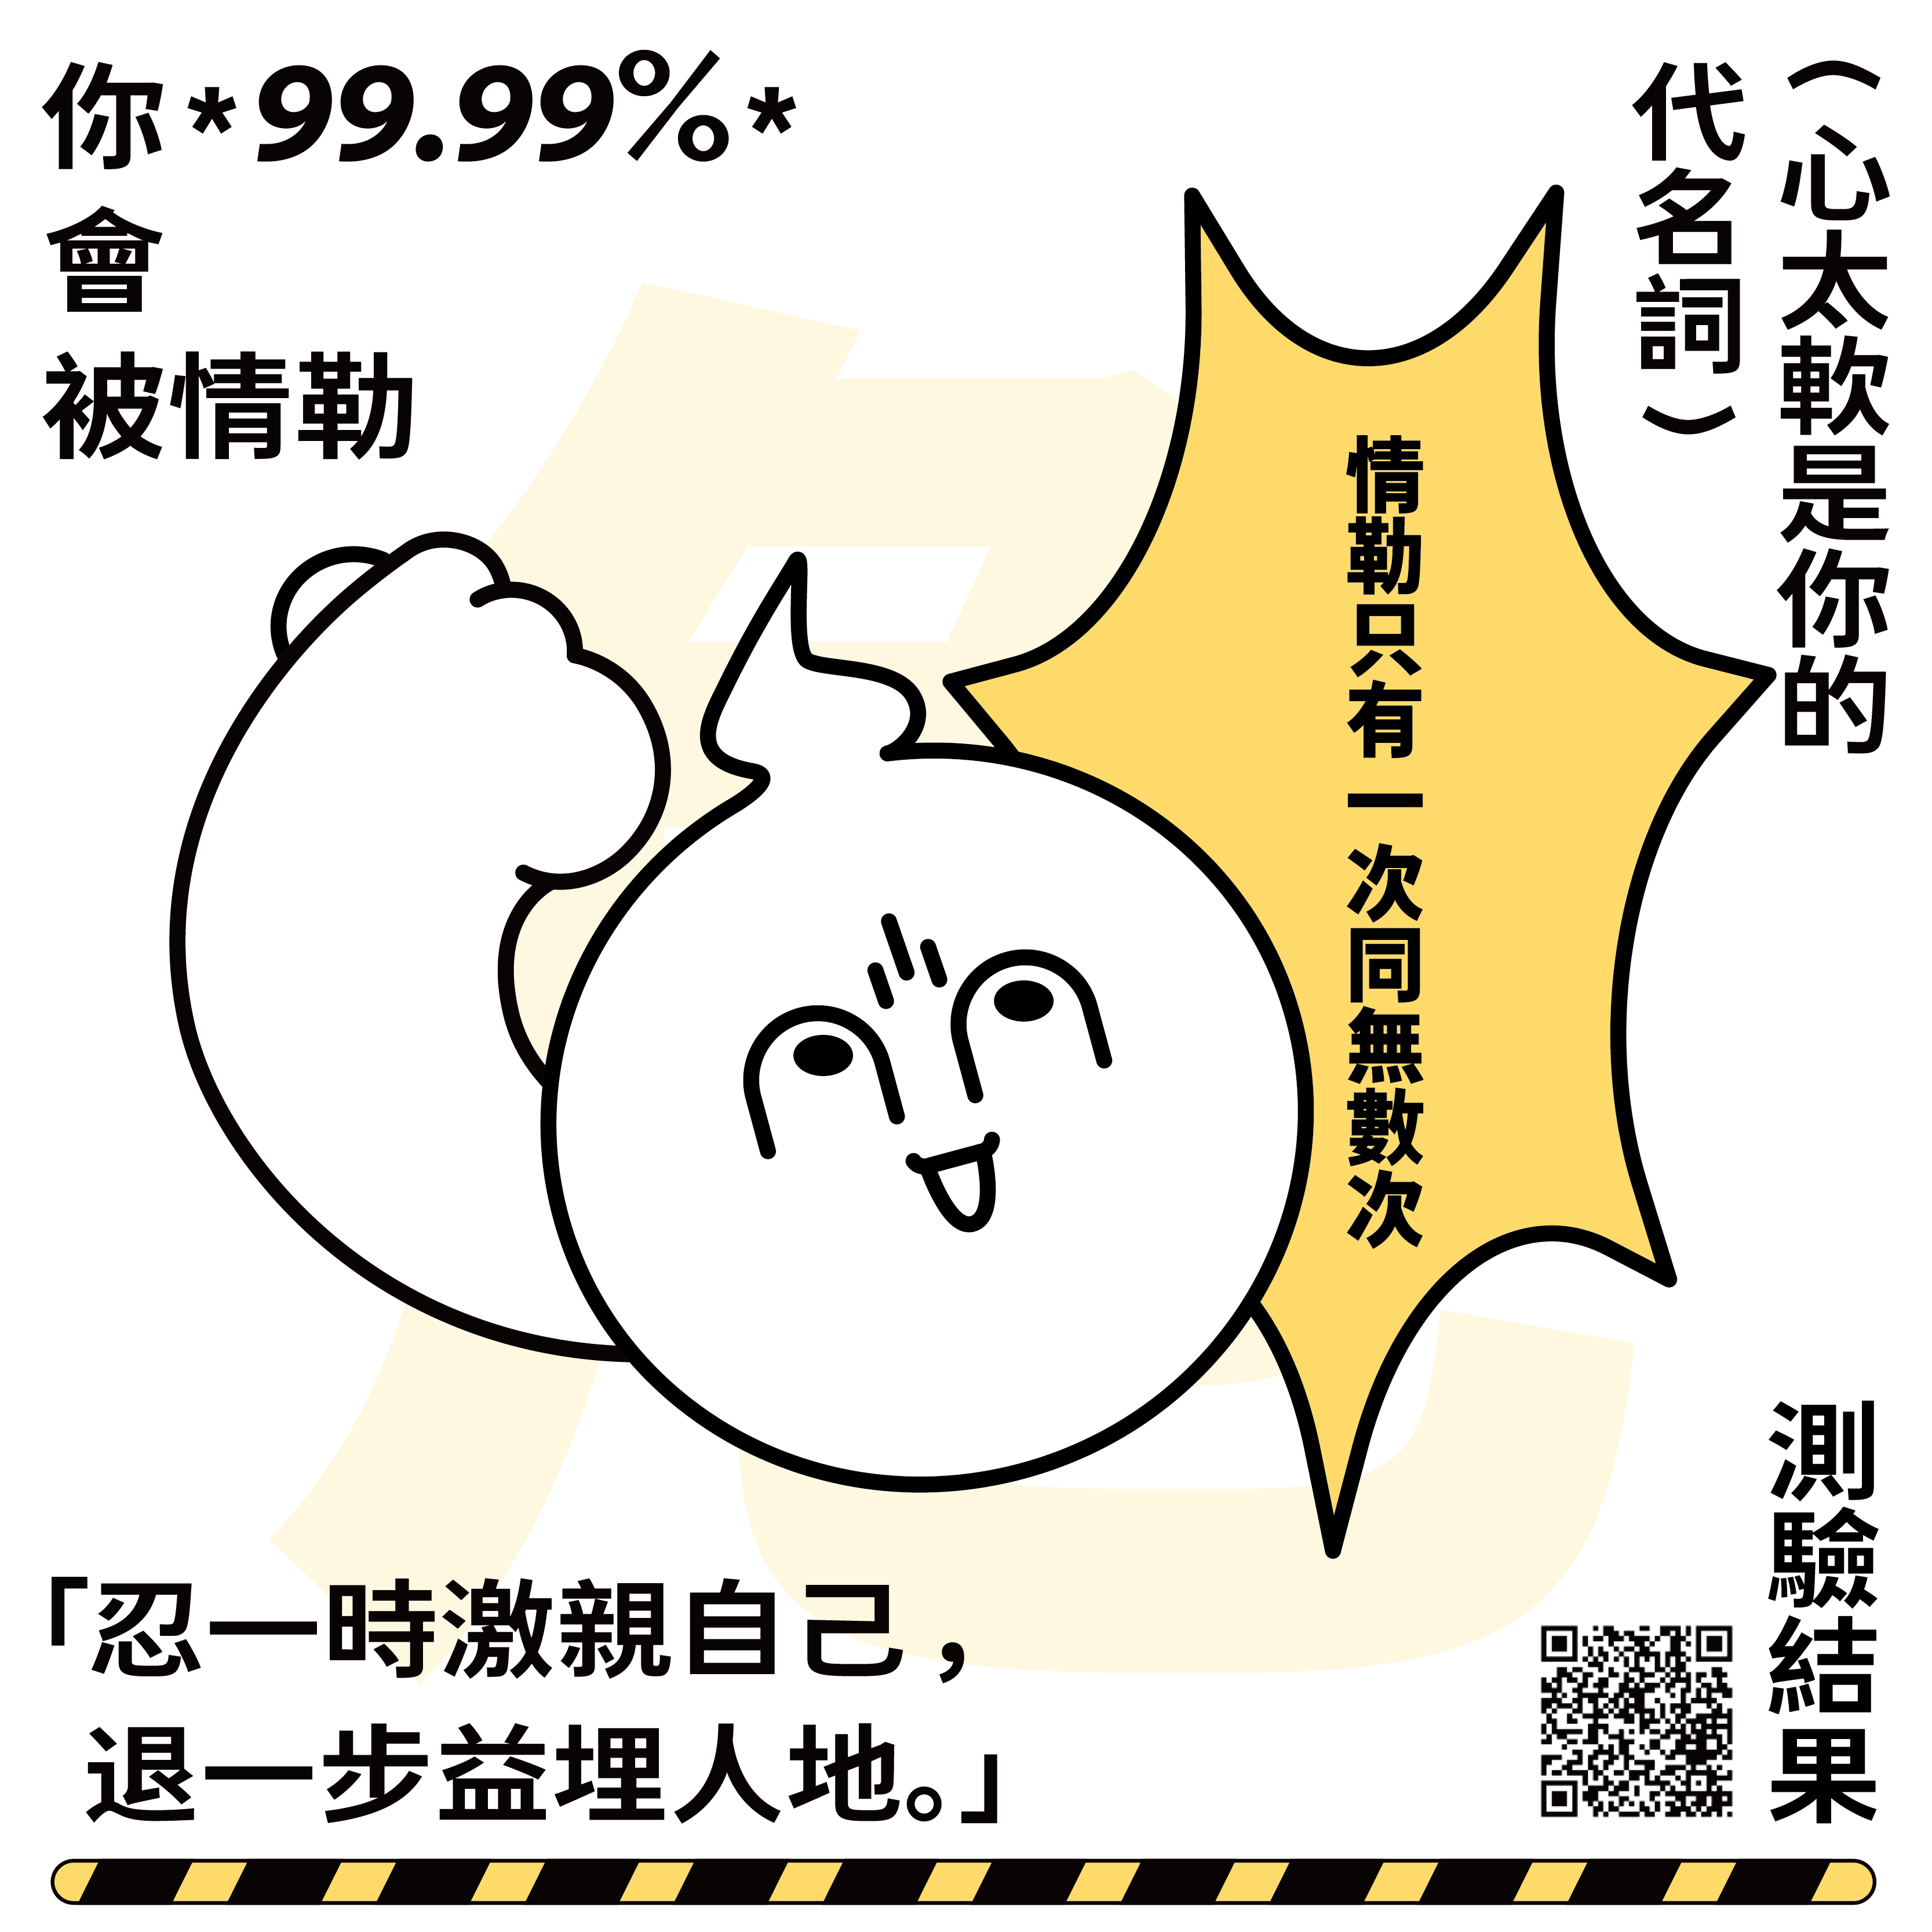 你*99.99%*
會
被情勒
（心太軟是你的
代名詞）
情勒只有一次同無數次
「忍一時激親自己，
退一步益埋人地。」
測驗結果